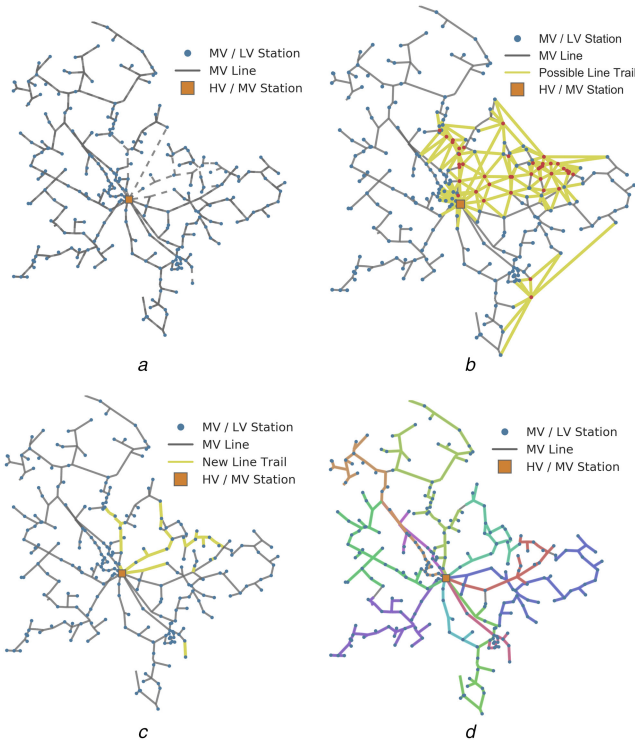 MV / LV Station
MV Line
HV / MV Station
a
MV / LV Station
MV Line
Possible Line Trail
HV / MV Station
b
MV / LV Station
MV Line
New Line Trail
HV / MV Station
c
MV / LV Station
MV Line
HV / MV Station
d